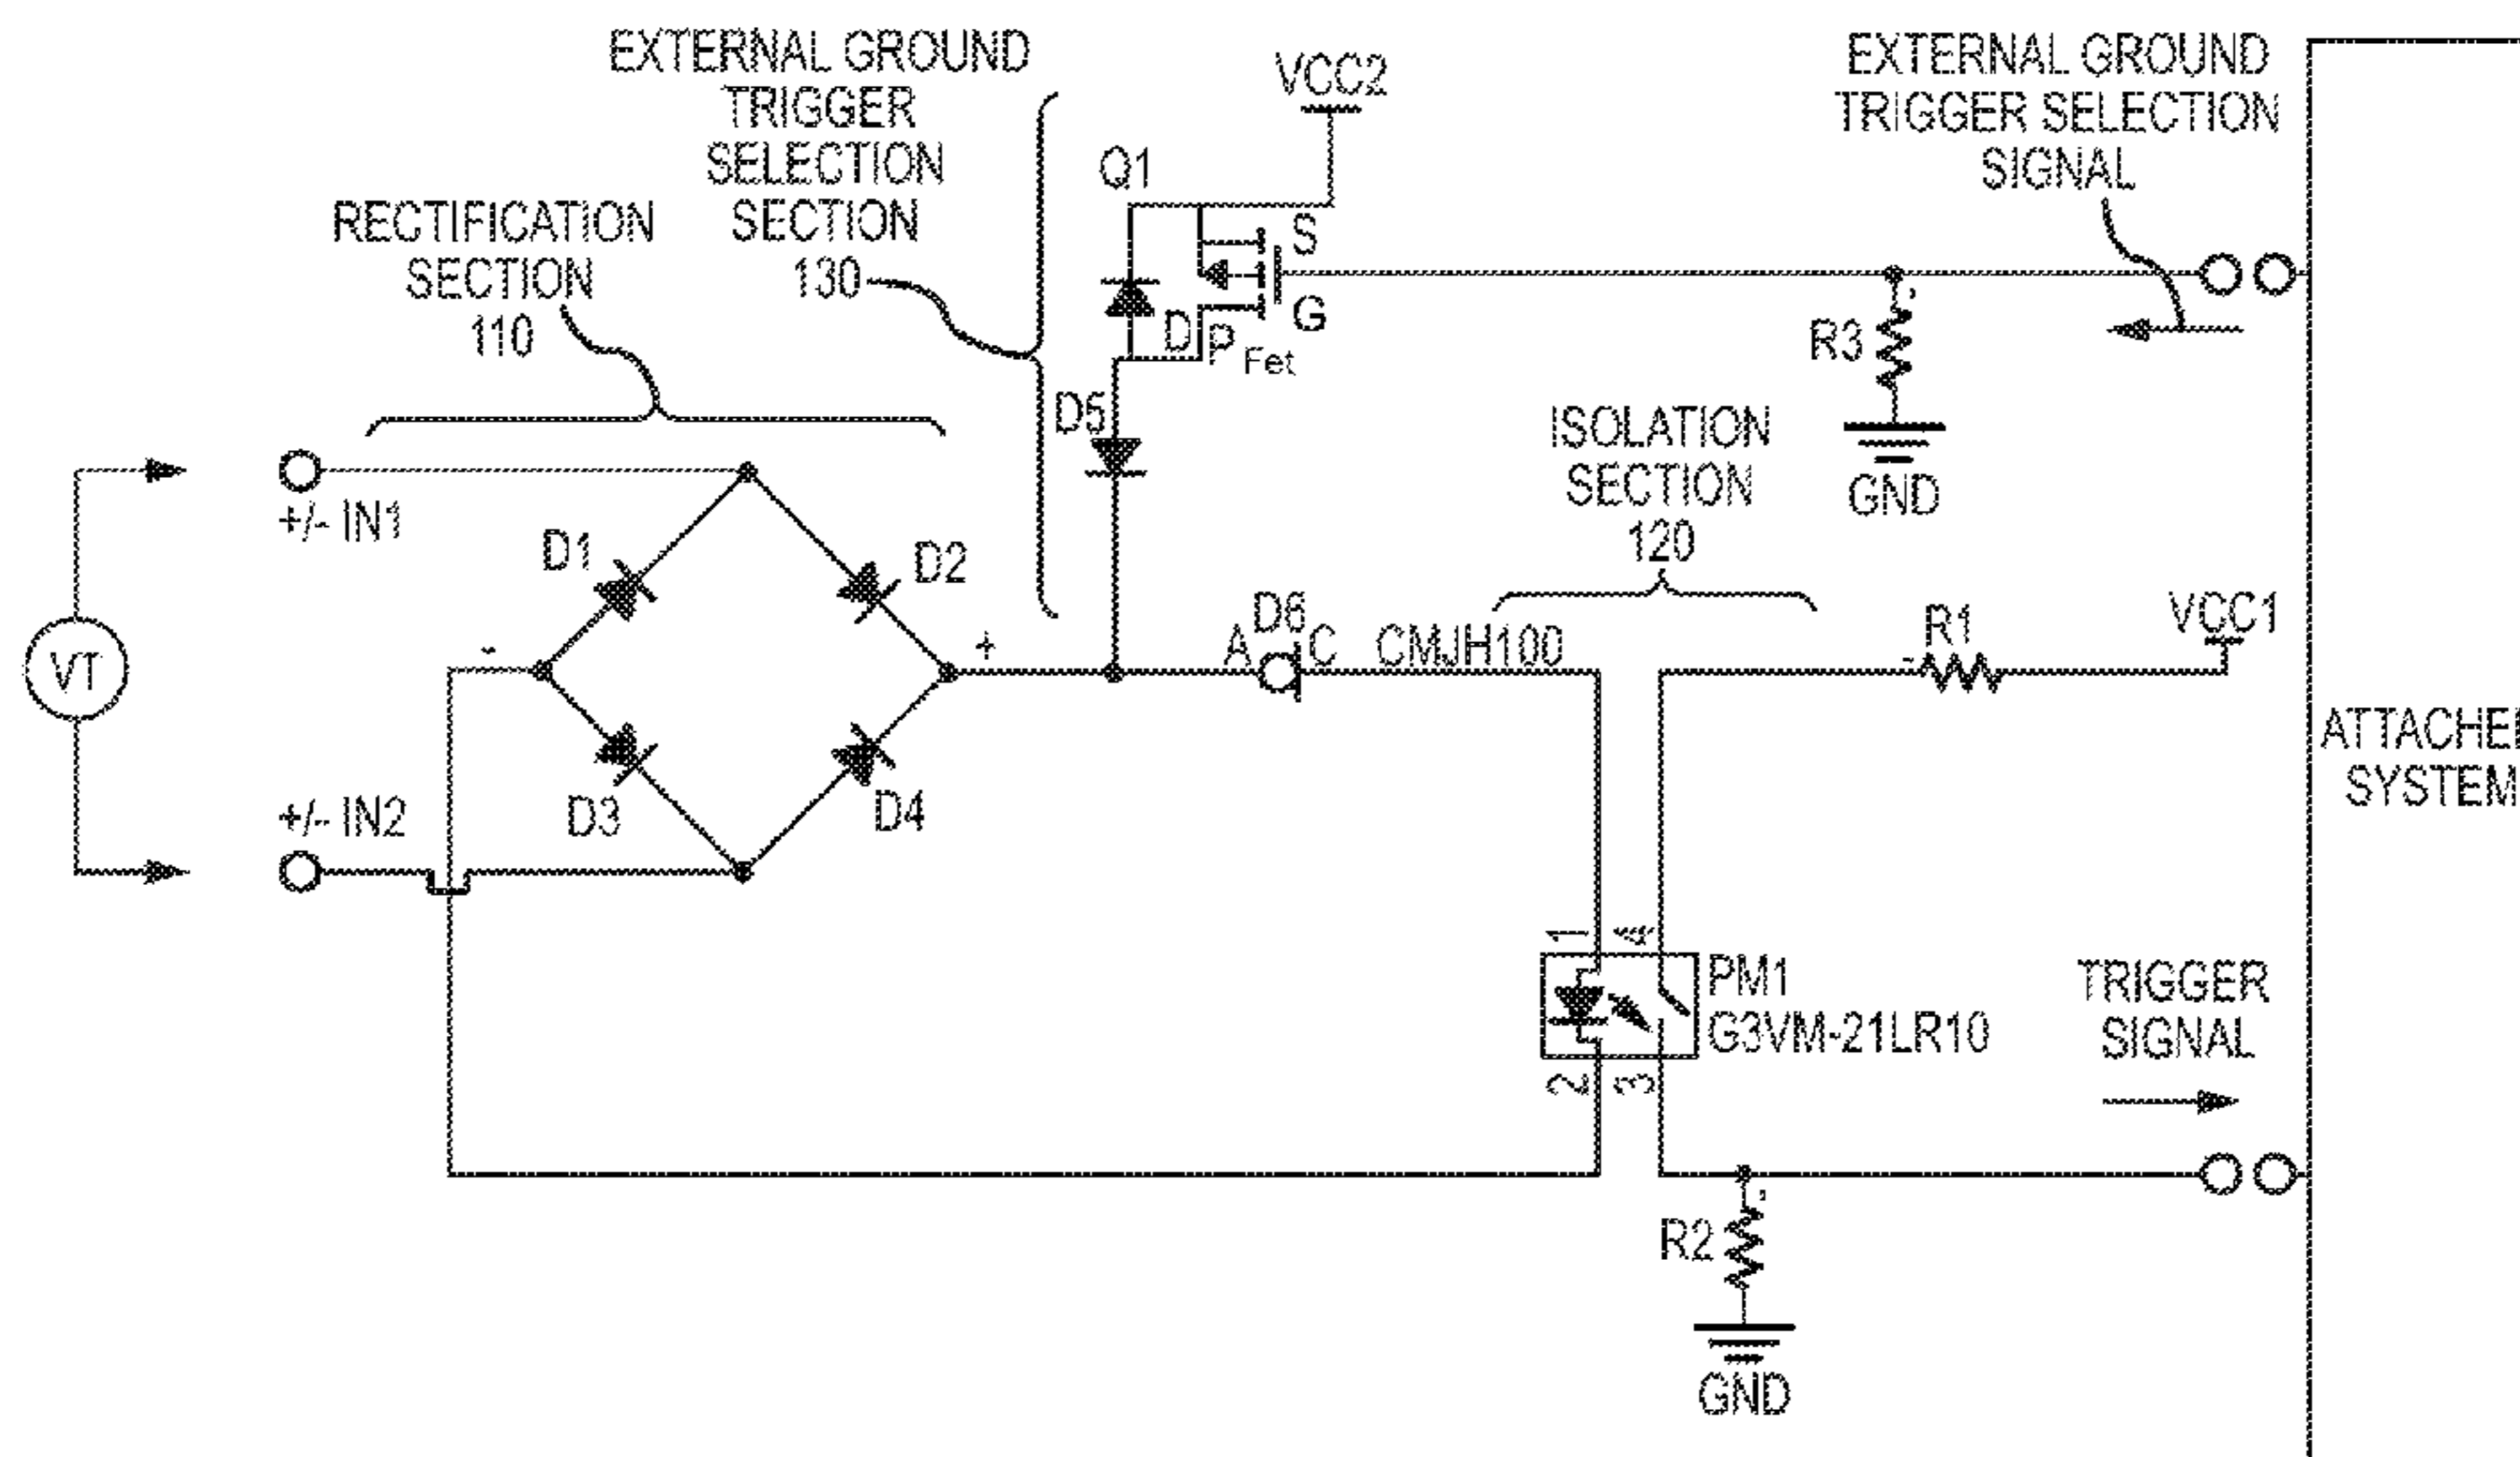 EXTERNAL GROUND
TRIGGER
SELECTION
SECTION
130
RECTIFICATION
SECTION
110
VCC2
Q1
S
G
D
P Fet
EXTERNAL GROUND
TRIGGER SELECTION
SIGNAL
R3
GND
D5
ISOLATION
SECTION
120
+/- IN1
D1
D2
VT
-
+
A
D6
C
CMJH100
R1
-
VCC1
ATTACHE
SYSTEM
+/- IN2
D3
D4
1
4
PM1
G3VM-21LR10
2
3
TRIGGER
SIGNAL
R2
GND